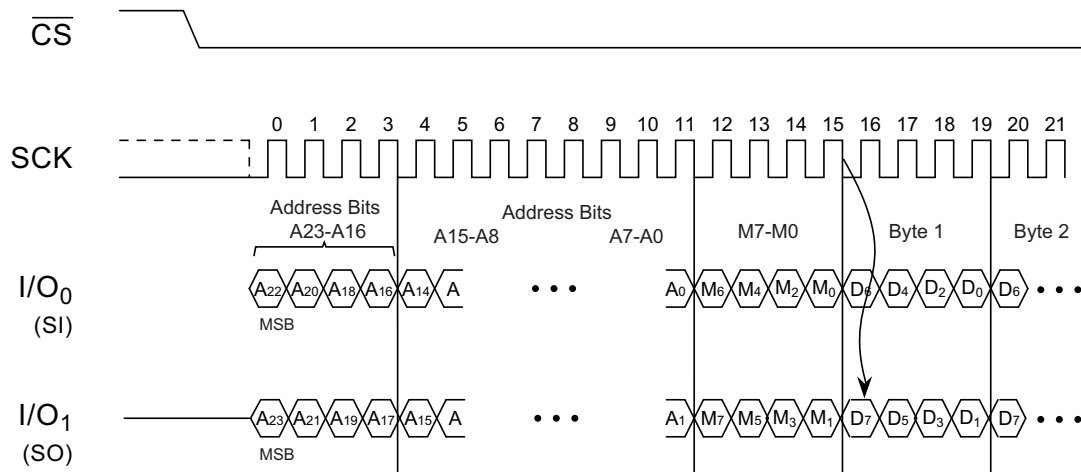 CS
0 1 2 3 4 5 6 7 8 9 10 11 12 13 14 15 16 17 18 19 20 21
SCK
Address Bits
A23-A16
Address Bits
A15-A8 A7-A0 M7-M0 Byte 1 Byte 2
I/O0 A22 A20 A18 A16 A14 A • • • A0 M6 M4 M2 M0 D6 D4 D2 D0 D6 • • •
(SI)
MSB
I/O1 A23 A21 A19 A17 A15 A • • • A1 M7 M5 M3 M1 D7 D5 D3 D1 D7 • • •
(SO)
MSB